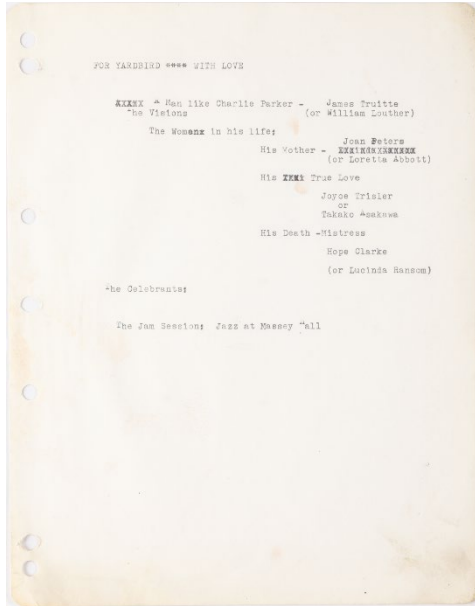 FOR YARDBIRD **** WITH LOVE
XXXXX A Man like Charlie Parker - James Truitte
The Visions (or William Louther)
The Womanx in his life:
Joan Peters
His Mother -
(or Loretta Abbott)
His True Love
Joyce Trisler
or
Takako Asakawa
His Death -Mistress
Hope Clarke
(or Lucinda Ransom)
The Celebrants:
The Jam Session: Jazz at Massey Hall